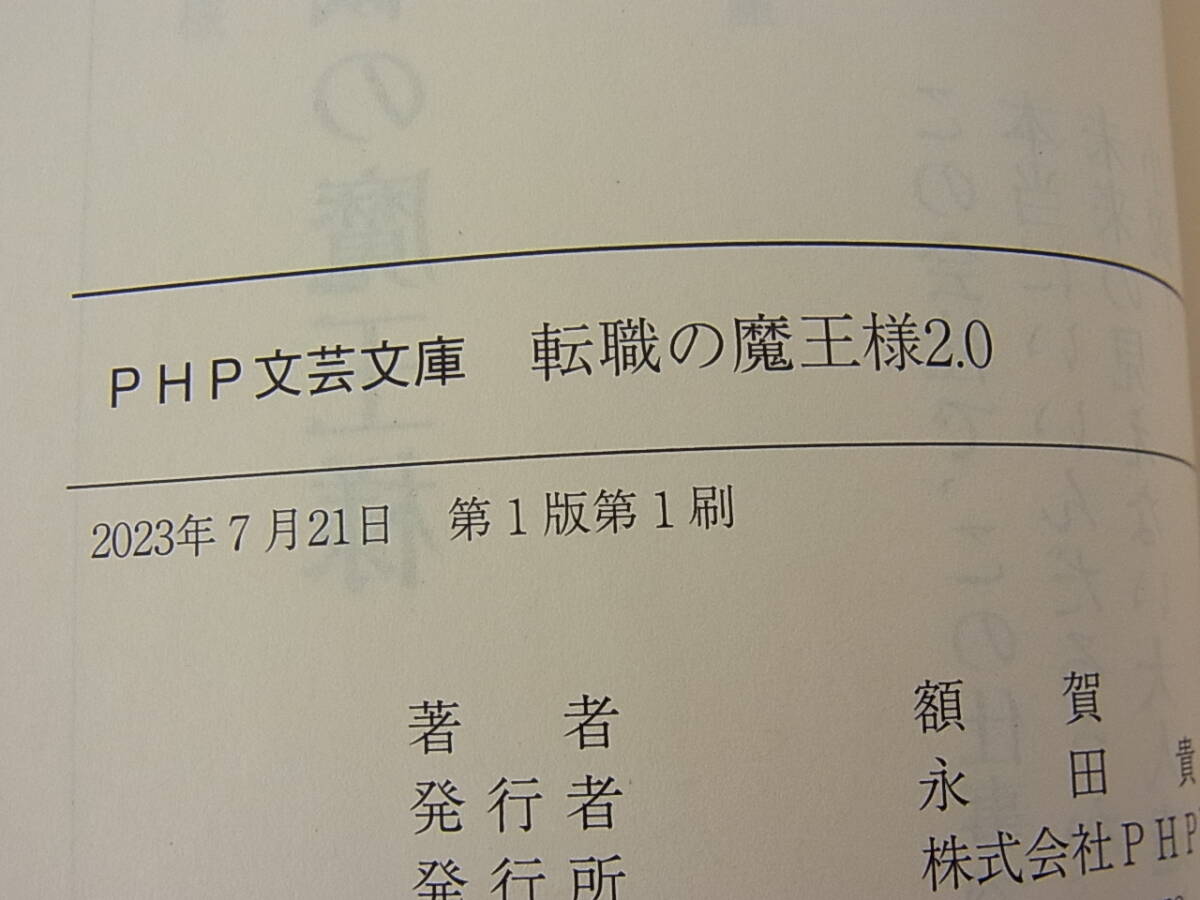 PHP文芸文庫 転職の魔王様2.0
2023年7月21日 第1版第1刷
著 者 額 賀
発行者 永 田 貴
発行所 株式会社PHP